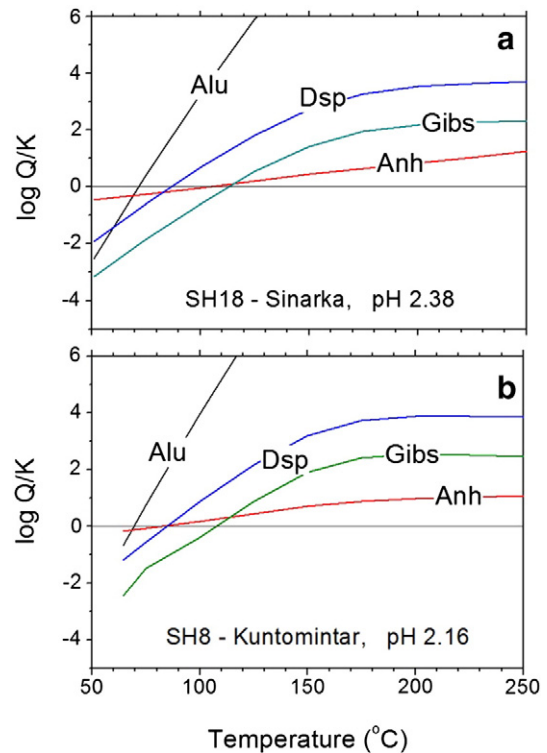 6
a
Alu
4
Dsp
2
Gibs
Anh
0
log Q/K
-2
-4
SH18 - Sinarka, pH 2.38
6
b
4
Alu
Dsp
Gibs
2
Anh
0
log Q/K
-2
-4
SH8 - Kuntomintar, pH 2.16
50 100 150 200 250
Temperature (°C)